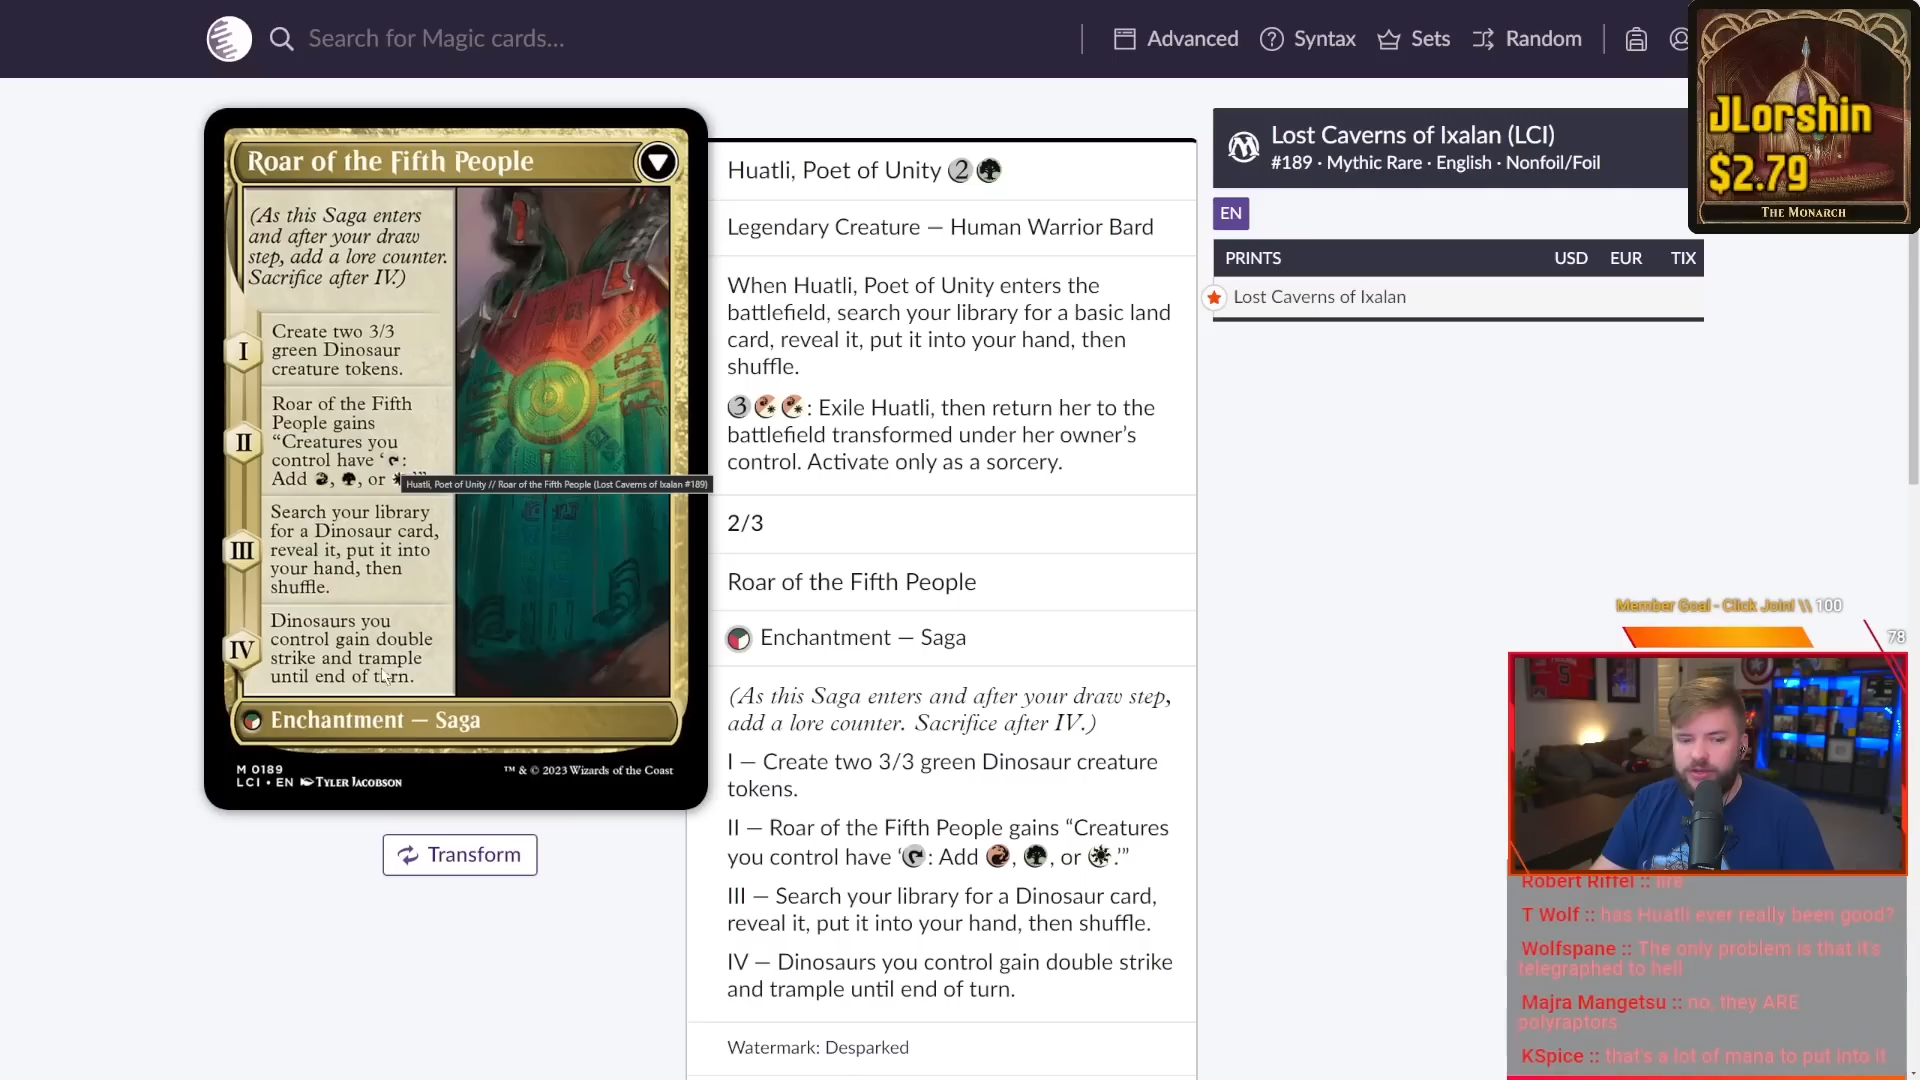 Search for Magic cards...
Advanced
Syntax
Sets
Random
JLorshin
$2.79
THE MONARCH
Roar of the Fifth People
(As this Saga enters
and after your draw
step, add a lore counter.
Sacrifice after IV.)
I
Create two 3/3
green Dinosaur
creature tokens.
II
Roar of the Fifth
People gains
“Creatures you
control have ‘ :
Add , , or
Huatli, Poet of Unity // Roar of the Fifth People (Lost Caverns of Ixalan #189)
III
Search your library
for a Dinosaur card,
reveal it, put it into
your hand, then
shuffle.
IV
Dinosaurs you
control gain double
strike and trample
until end of turn.
Enchantment — Saga
M 0189
LCI • EN TYLER JACOBSON
™ & © 2023 Wizards of the Coast
Transform
Huatli, Poet of Unity 2
Legendary Creature — Human Warrior Bard
When Huatli, Poet of Unity enters the
battlefield, search your library for a basic land
card, reveal it, put it into your hand, then
shuffle.
3 : Exile Huatli, then return her to the
battlefield transformed under her owner’s
control. Activate only as a sorcery.
2/3
Roar of the Fifth People
Enchantment — Saga
(As this Saga enters and after your draw step,
add a lore counter. Sacrifice after IV.)
I — Create two 3/3 green Dinosaur creature
tokens.
II — Roar of the Fifth People gains “Creatures
you control have ‘ : Add , , or .’”
III — Search your library for a Dinosaur card,
reveal it, put it into your hand, then shuffle.
IV — Dinosaurs you control gain double strike
and trample until end of turn.
Watermark: Desparked
Lost Caverns of Ixalan (LCI)
#189 · Mythic Rare · English · Nonfoil/Foil
EN
PRINTS USD EUR TIX
Lost Caverns of Ixalan
Member Goal - Click Join! \\ 100
78
Robert Riffel :: fire
T Wolf :: has Huatli ever really been good?
Wolfspane :: The only problem is that it's
telegraphed to hell
Majra Mangetsu :: no, they ARE
polyraptors
KSpice :: that's a lot of mana to put into it